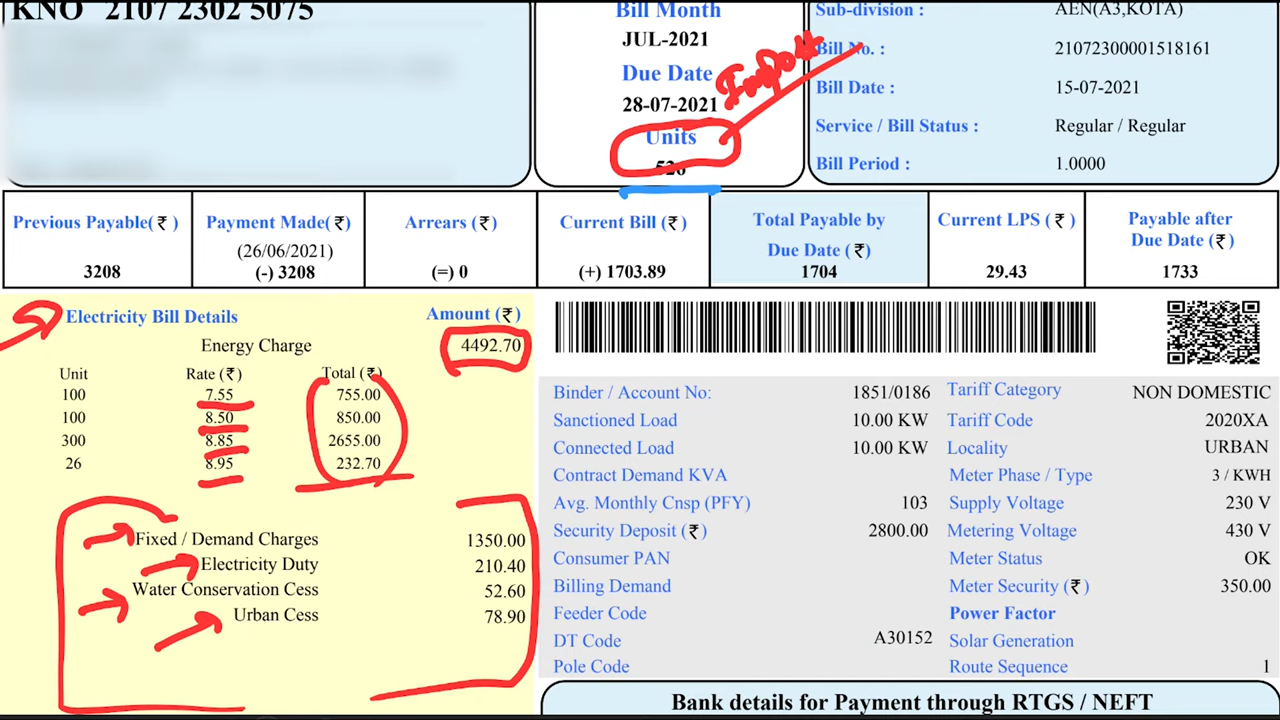 KNO 2107 2302 5075
Bill Month
JUL-2021
Due Date
28-07-2021
Units
526
Import
Sub-division : AEN(A3,KOTA)
Bill No. : 21072300001518161
Bill Date : 15-07-2021
Service / Bill Status : Regular / Regular
Bill Period : 1.0000
Previous Payable(₹ ) Payment Made(₹) Arrears (₹) Current Bill (₹ ) Total Payable by Due Date (₹ ) Current LPS (₹ ) Payable after Due Date (₹ )
(26/06/2021)
3208 (-) 3208 (=) 0 (+) 1703.89 1704 29.43 1733
Electricity Bill Details Amount (₹ )
Energy Charge 4492.70
Unit Rate (₹ ) Total (₹)
100 7.55 755.00
100 8.50 850.00
300 8.85 2655.00
26 8.95 232.70
Fixed / Demand Charges 1350.00
Electricity Duty 210.40
Water Conservation Cess 52.60
Urban Cess 78.90
Binder / Account No: 1851/0186 Tariff Category NON DOMESTIC
Sanctioned Load 10.00 KW Tariff Code 2020XA
Connected Load 10.00 KW Locality URBAN
Contract Demand KVA Meter Phase / Type 3 / KWH
Avg. Monthly Cnsp (PFY) 103 Supply Voltage 230 V
Security Deposit (₹ ) 2800.00 Metering Voltage 430 V
Consumer PAN Meter Status OK
Billing Demand Meter Security (₹ ) 350.00
Feeder Code Power Factor
DT Code A30152 Solar Generation
Pole Code Route Sequence 1
Bank details for Payment through RTGS / NEFT